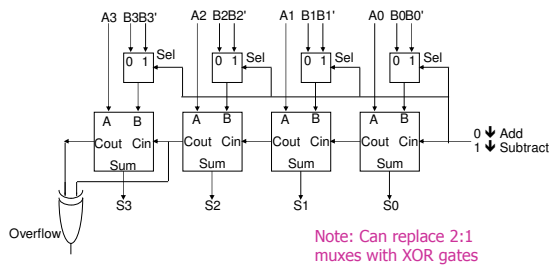 A3 B3B3' A2 B2B2' A1 B1B1' A0 B0B0'
0 1 Sel 0 1 Sel 0 1 Sel 0 1 Sel
A B A B A B A B
Cout Cin Cout Cin Cout Cin Cout Cin
0 Add
1 Subtract
Sum Sum Sum Sum
S3 S2 S1 S0
Overflow
Note: Can replace 2:1
muxes with XOR gates